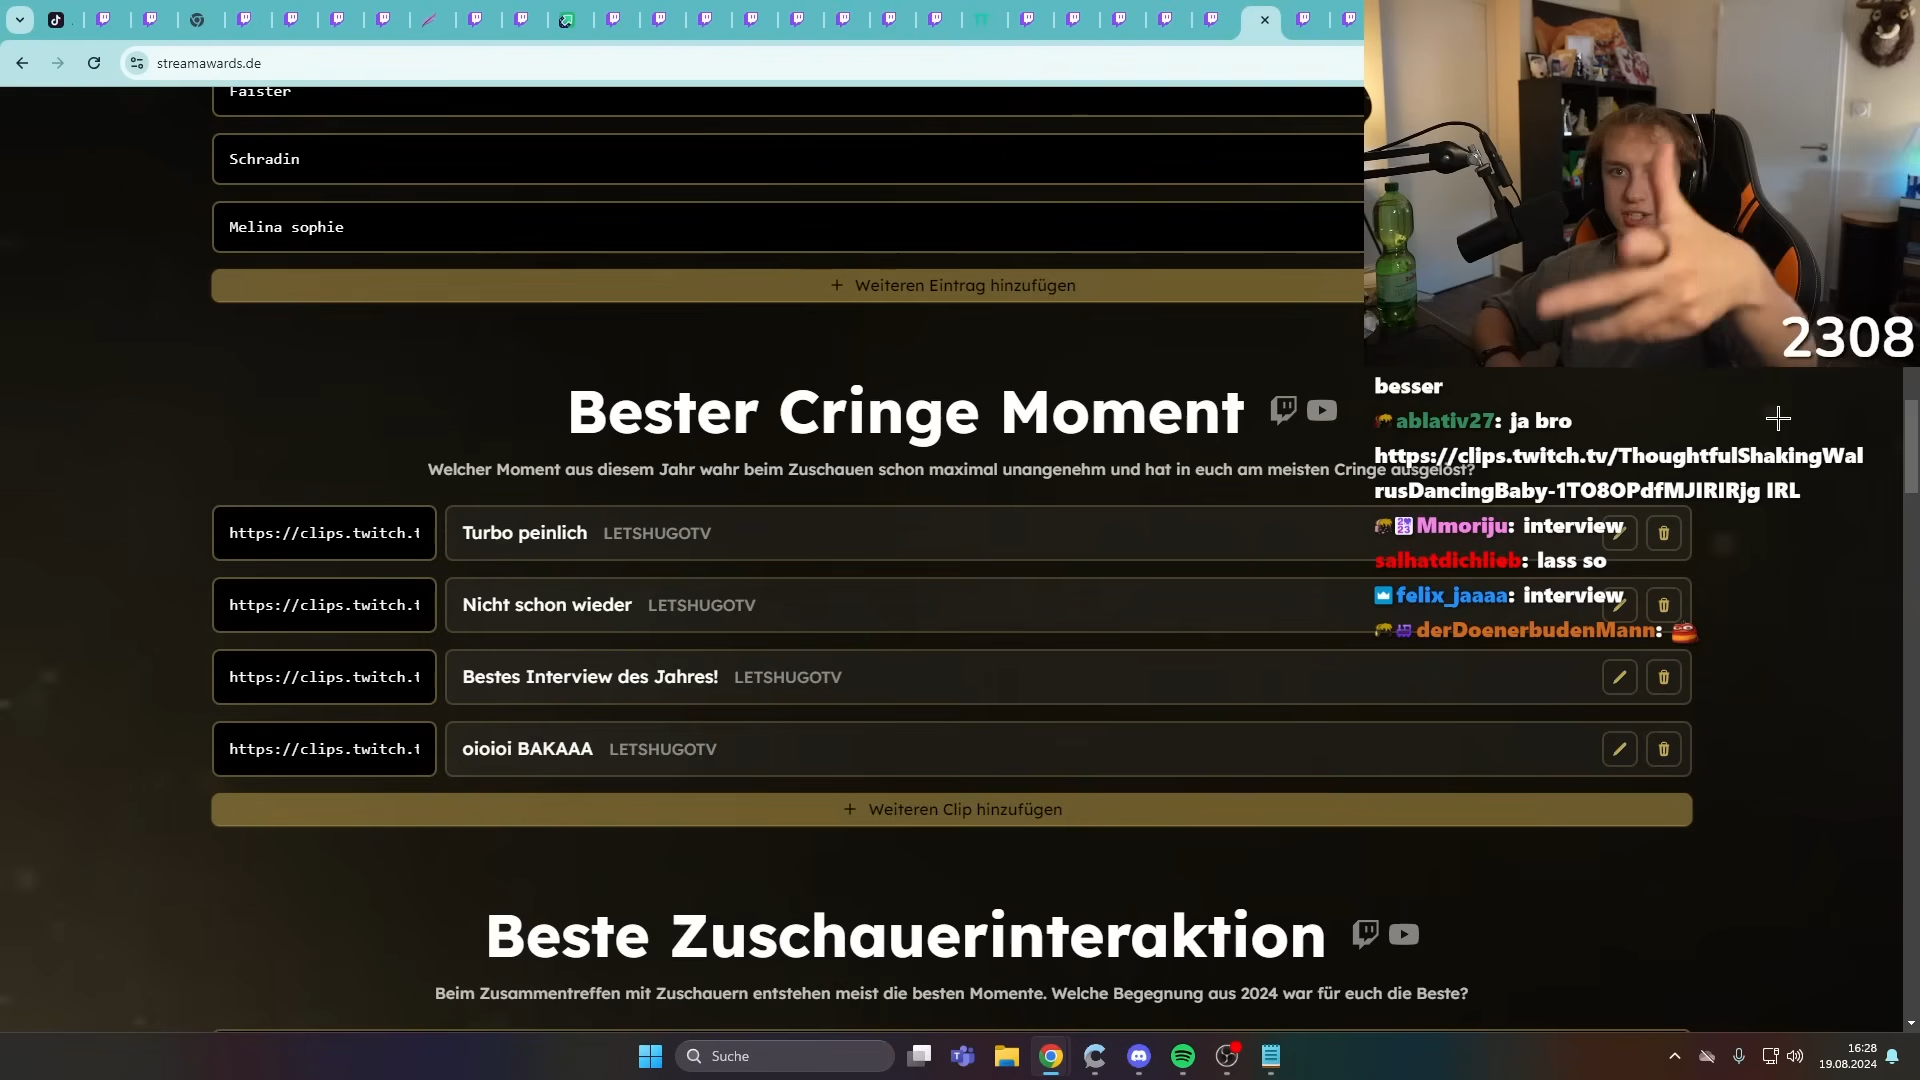 streamawards.de
Faister
Schradin
Melina sophie
+ Weiteren Eintrag hinzufügen
2308
Bester Cringe Moment
Welcher Moment aus diesem Jahr wahr beim Zuschauen schon maximal unangenehm und hat in euch am meisten Cringe ausgelöst?
besser
ablativ27: ja bro
https://clips.twitch.tv/ThoughtfulShakingWal
rusDancingBaby-1TO8OPdfMJIRIRjg IRL
Mmoriju: interview
salhatdichlieb: lass so
felix_jaaaa: interview
derDoenerbudenMann:
https://clips.twitch.t Turbo peinlich LETSHUGOTV
https://clips.twitch.t Nicht schon wieder LETSHUGOTV
https://clips.twitch.t Bestes Interview des Jahres! LETSHUGOTV
https://clips.twitch.t oioioi BAKAAA LETSHUGOTV
+ Weiteren Clip hinzufügen
Beste Zuschauerinteraktion
Beim Zusammentreffen mit Zuschauern entstehen meist die besten Momente. Welche Begegnung aus 2024 war für euch die Beste?
Suche
16:28
19.08.2024